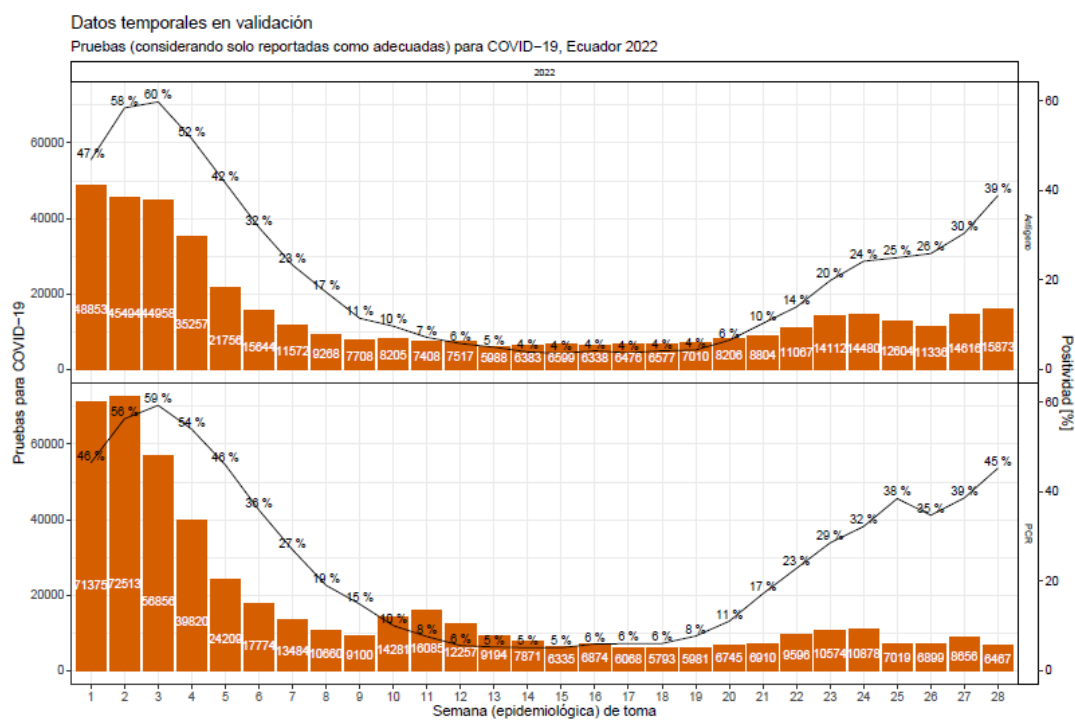 Datos temporales en validación
Pruebas (considerando solo reportadas como adecuadas) para COVID−19, Ecuador 2022
2022
Pruebas para COVID−19
60000
40000
20000
0
47 % 58 % 60 % 52 % 42 % 32 % 23 % 17 % 11 % 10 % 7 % 6 % 5 % 4 % 4 % 4 % 4 % 4 % 4 % 6 % 10 % 14 % 20 % 24 % 25 % 26 % 30 % 39 %
48853 45494 44958 35257 21756 15644 11572 9268 7708 8205 7408 7517 5988 6383 6599 6338 6476 6577 7010 8206 8804 11067 14112 14480 12604 11336 14616 15873
60
40
20
0
Antígeno
Positividad [%]
60000
40000
20000
0
46 % 56 % 59 % 54 % 46 % 36 % 27 % 19 % 15 % 10 % 8 % 6 % 5 % 5 % 5 % 6 % 6 % 6 % 8 % 11 % 17 % 23 % 29 % 32 % 38 % 35 % 39 % 45 %
71375 72513 56856 39820 24209 17774 13484 10660 9100 14281 16085 12257 9194 7871 6335 6874 6068 5793 5981 6745 6910 9596 10574 10878 7019 6899 8656 6467
60
40
20
0
PCR
1 2 3 4 5 6 7 8 9 10 11 12 13 14 15 16 17 18 19 20 21 22 23 24 25 26 27 28
Semana (epidemiológica) de toma